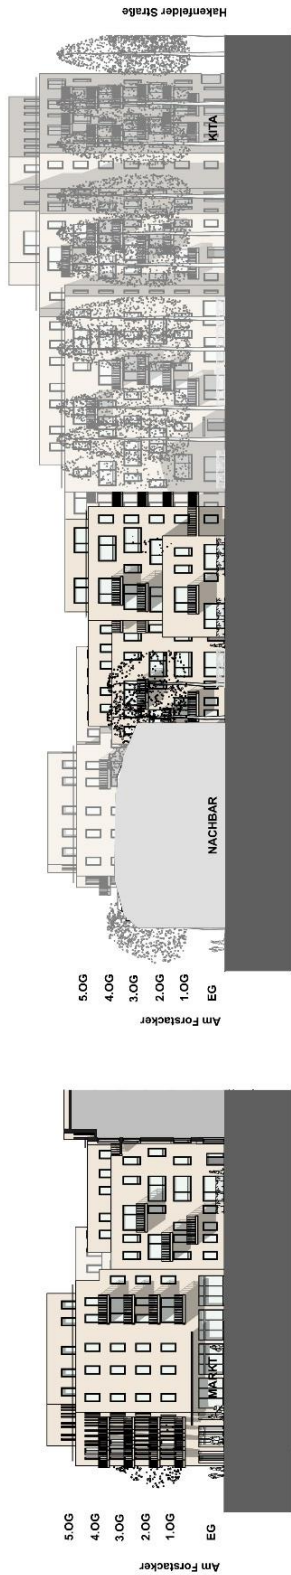 5.OG
4.OG
3.OG
2.OG
1.OG
EG
Am Forstacker
MARKT
5.OG
4.OG
3.OG
2.OG
1.OG
EG
Am Forstacker
NACHBAR
KITA
Hakenfelder Straße